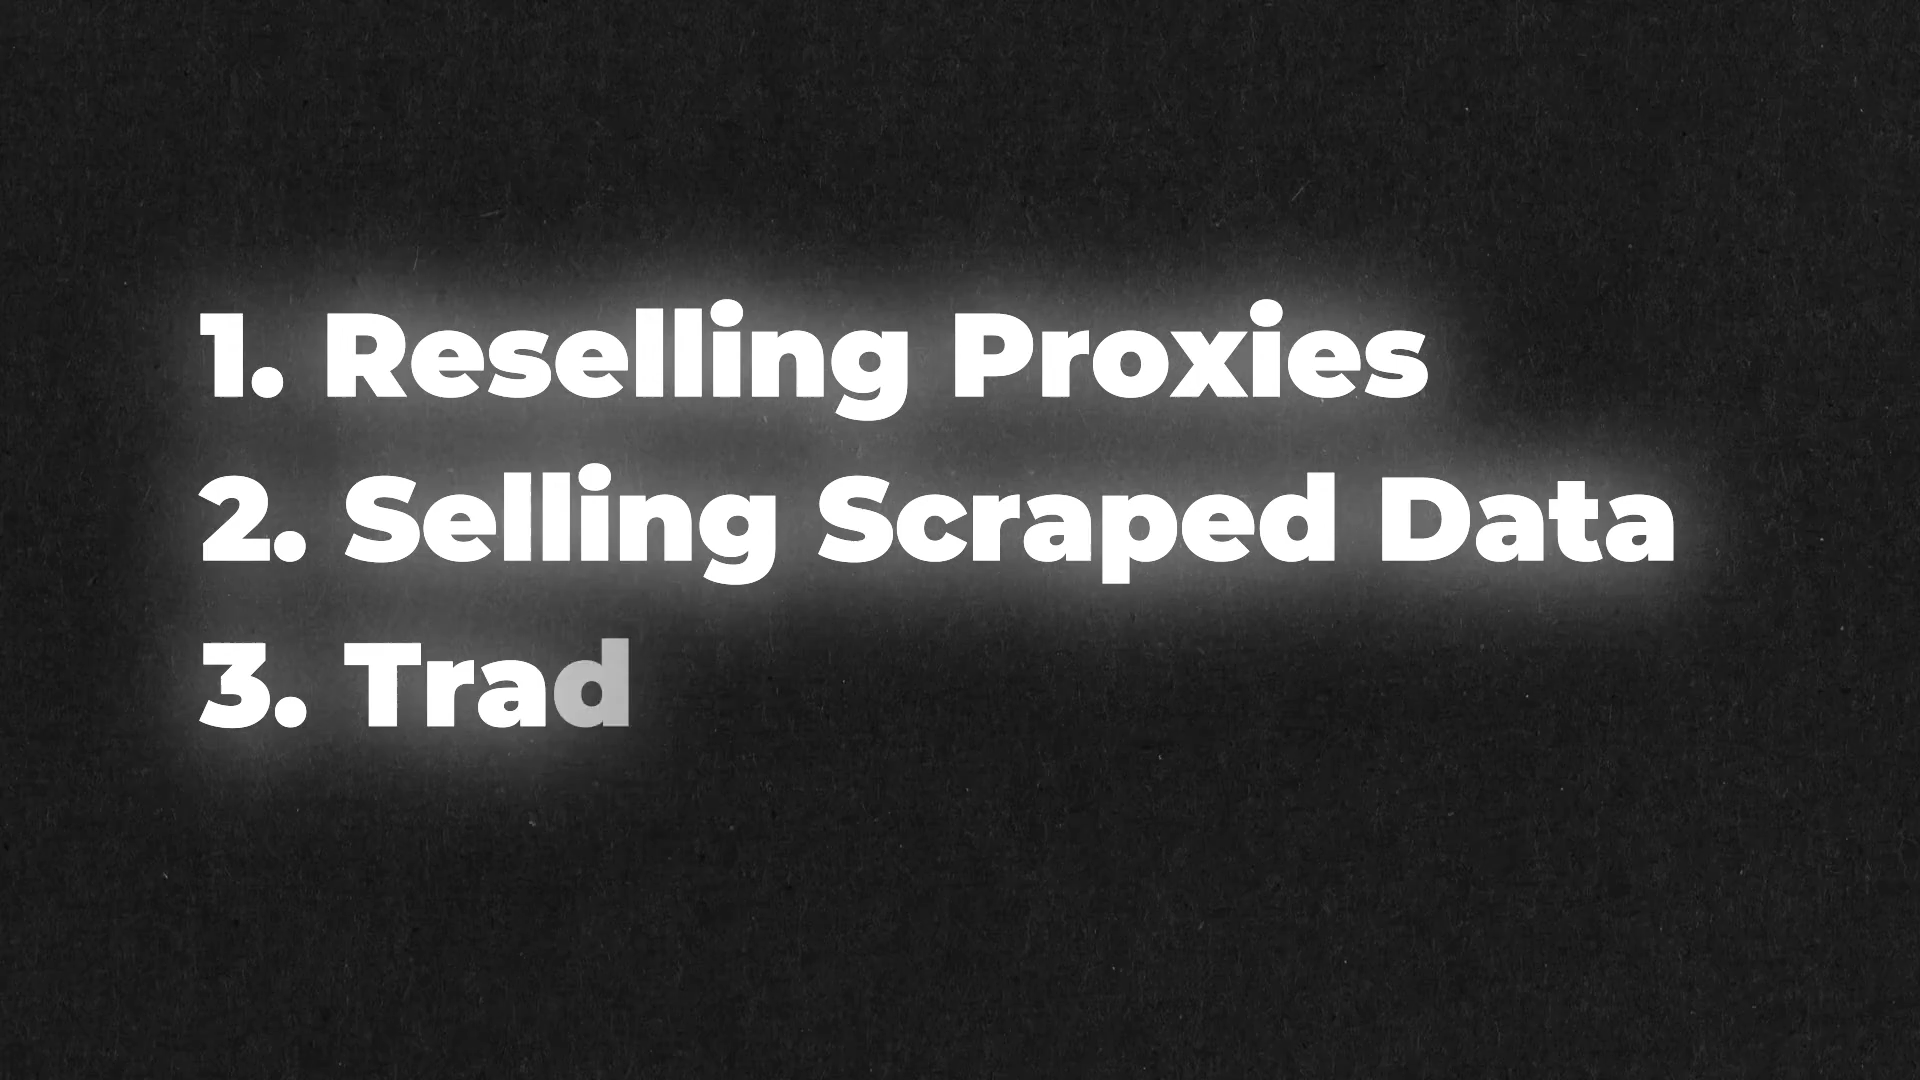 1. Reselling Proxies
2. Selling Scraped Data
3. Trad